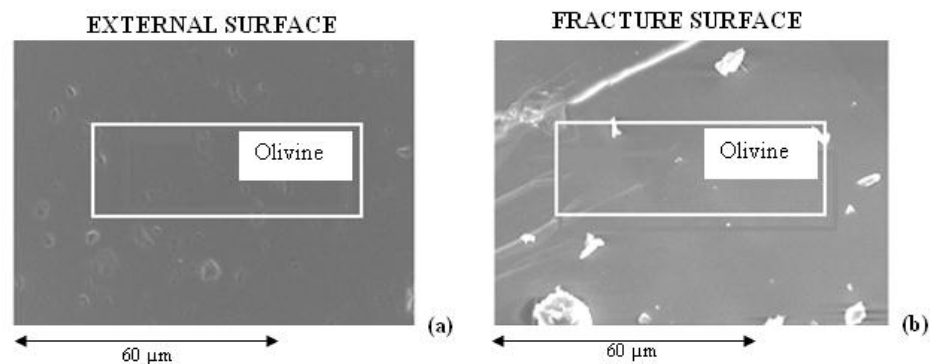 EXTERNAL SURFACE
Olivine
(a)
60 µm
FRACTURE SURFACE
Olivine
(b)
60 µm